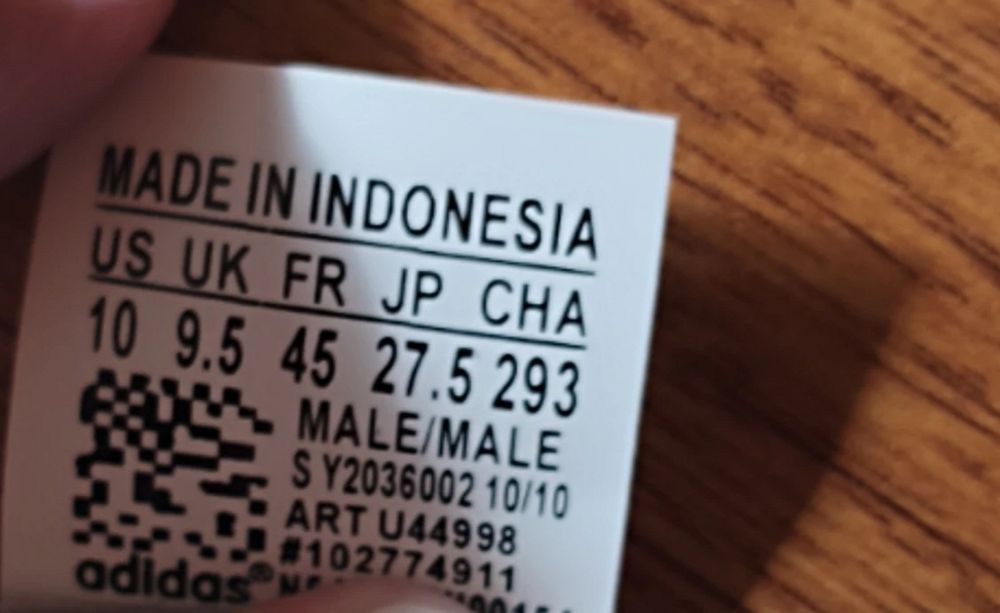 MADE IN INDONESIA
US UK FR JP CHA
10 9.5 45 27.5 293
MALE/MALE
S Y2036002 10/10
ART U44998
#102774911
adidas®